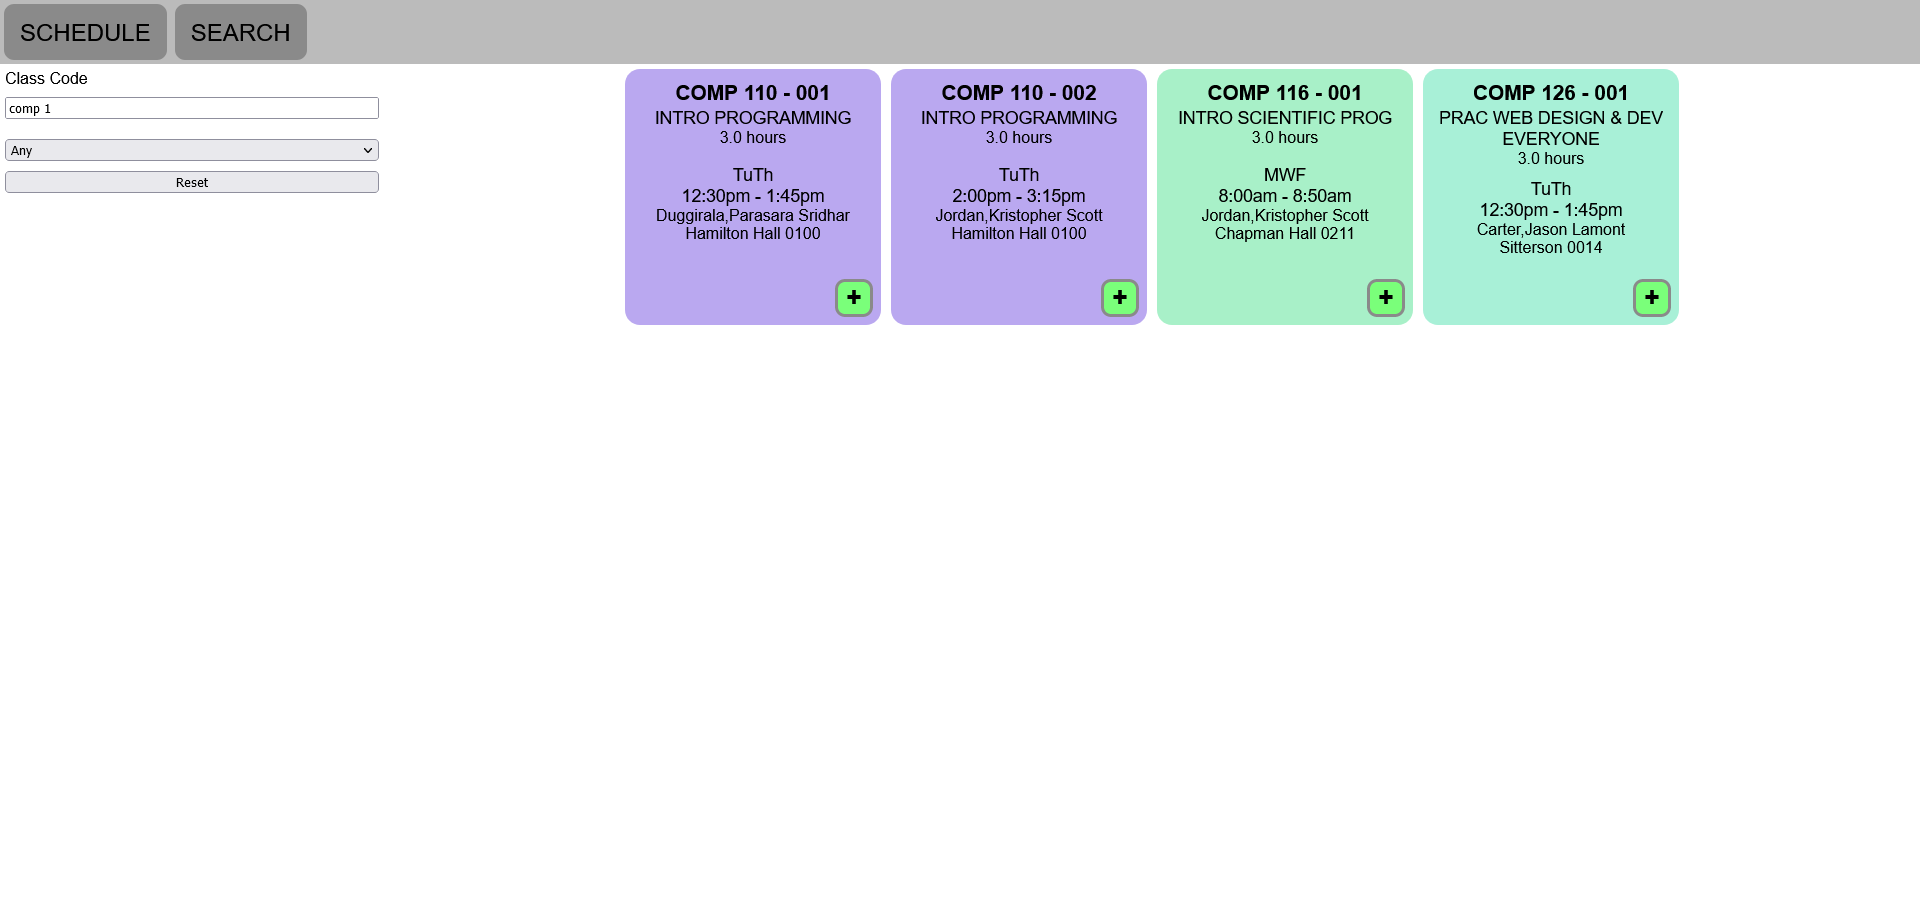 SCHEDULE
SEARCH
Class Code
comp 1
Any
Reset
COMP 110 - 001
INTRO PROGRAMMING
3.0 hours
TuTh
12:30pm - 1:45pm
Duggirala,Parasara Sridhar
Hamilton Hall 0100
+
COMP 110 - 002
INTRO PROGRAMMING
3.0 hours
TuTh
2:00pm - 3:15pm
Jordan,Kristopher Scott
Hamilton Hall 0100
+
COMP 116 - 001
INTRO SCIENTIFIC PROG
3.0 hours
MWF
8:00am - 8:50am
Jordan,Kristopher Scott
Chapman Hall 0211
+
COMP 126 - 001
PRAC WEB DESIGN & DEV
EVERYONE
3.0 hours
TuTh
12:30pm - 1:45pm
Carter,Jason Lamont
Sitterson 0014
+